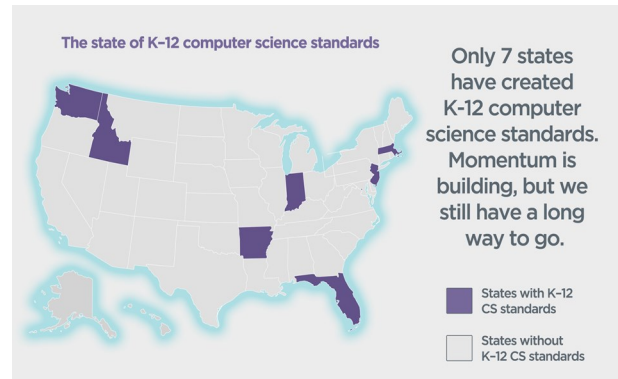 The state of K–12 computer science standards
Only 7 states
have created
K-12 computer
science standards.
Momentum is
building, but we
still have a long
way to go.
States with K–12
CS standards
States without
K–12 CS standards